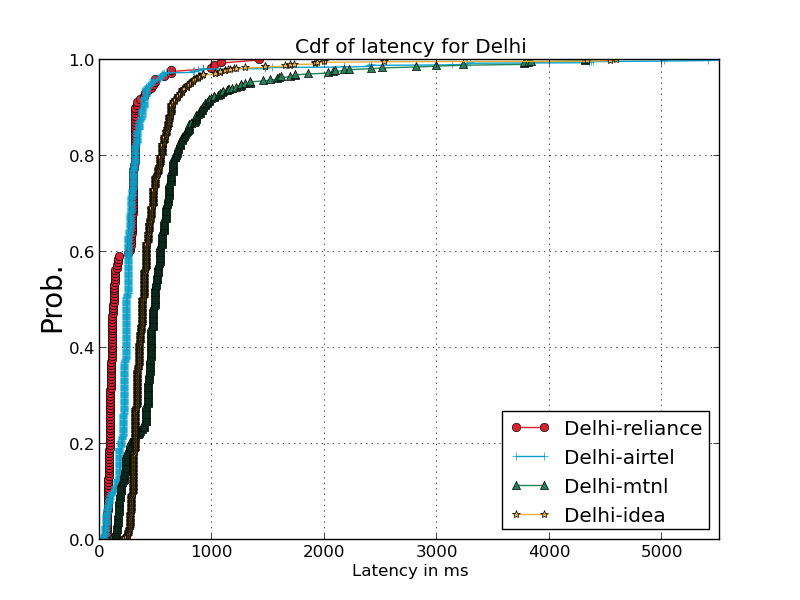 Cdf of latency for Delhi
1.0
0.8
0.6
0.4
0.2
0.0
Prob.
Delhi-reliance
Delhi-airtel
Delhi-mtnl
Delhi-idea
0 1000 2000 3000 4000 5000
Latency in ms